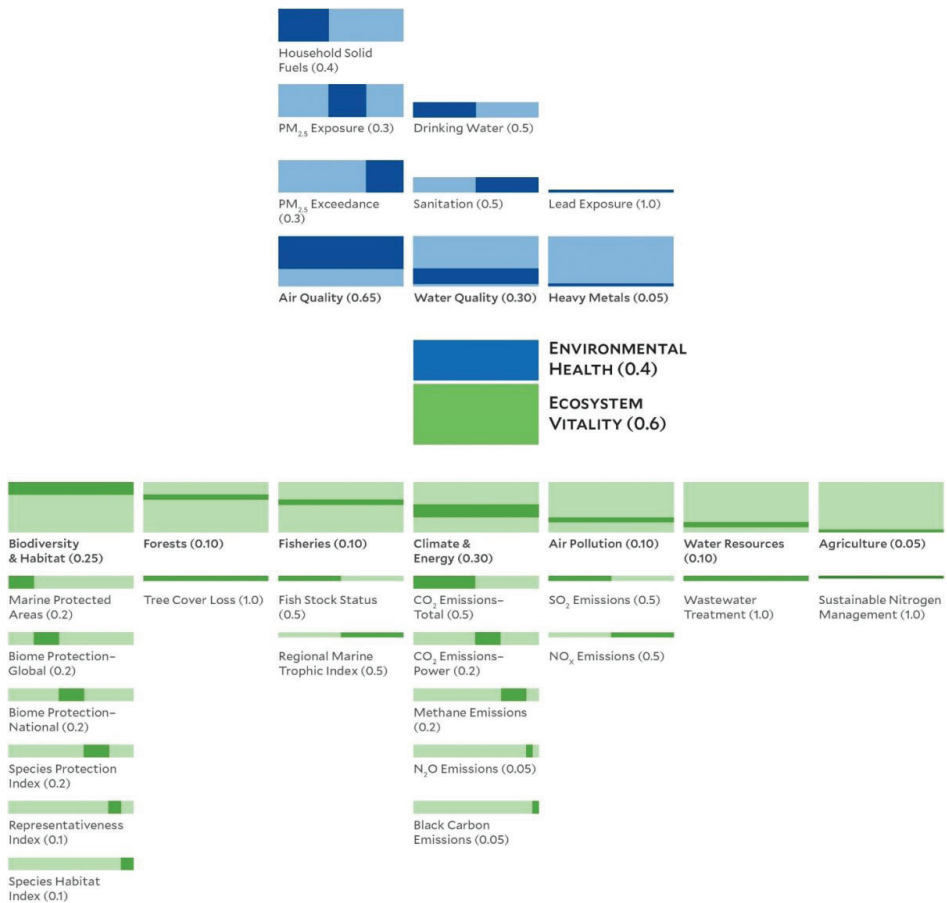 Household Solid
Fuels (0.4)
PM2.5 Exposure (0.3)
Drinking Water (0.5)
PM2.5 Exceedance
(0.3)
Sanitation (0.5)
Lead Exposure (1.0)
Air Quality (0.65)
Water Quality (0.30)
Heavy Metals (0.05)
ENVIRONMENTAL
HEALTH (0.4)
ECOSYSTEM
VITALITY (0.6)
Biodiversity
& Habitat (0.25)
Forests (0.10)
Fisheries (0.10)
Climate &
Energy (0.30)
Air Pollution (0.10)
Water Resources
(0.10)
Agriculture (0.05)
Marine Protected
Areas (0.2)
Tree Cover Loss (1.0)
Fish Stock Status
(0.5)
CO2 Emissions–
Total (0.5)
SO2 Emissions (0.5)
Wastewater
Treatment (1.0)
Sustainable Nitrogen
Management (1.0)
Biome Protection–
Global (0.2)
Regional Marine
Trophic Index (0.5)
CO2 Emissions–
Power (0.2)
NOX Emissions (0.5)
Biome Protection–
National (0.2)
Methane Emissions
(0.2)
Species Protection
Index (0.2)
N2O Emissions (0.05)
Representativeness
Index (0.1)
Black Carbon
Emissions (0.05)
Species Habitat
Index (0.1)